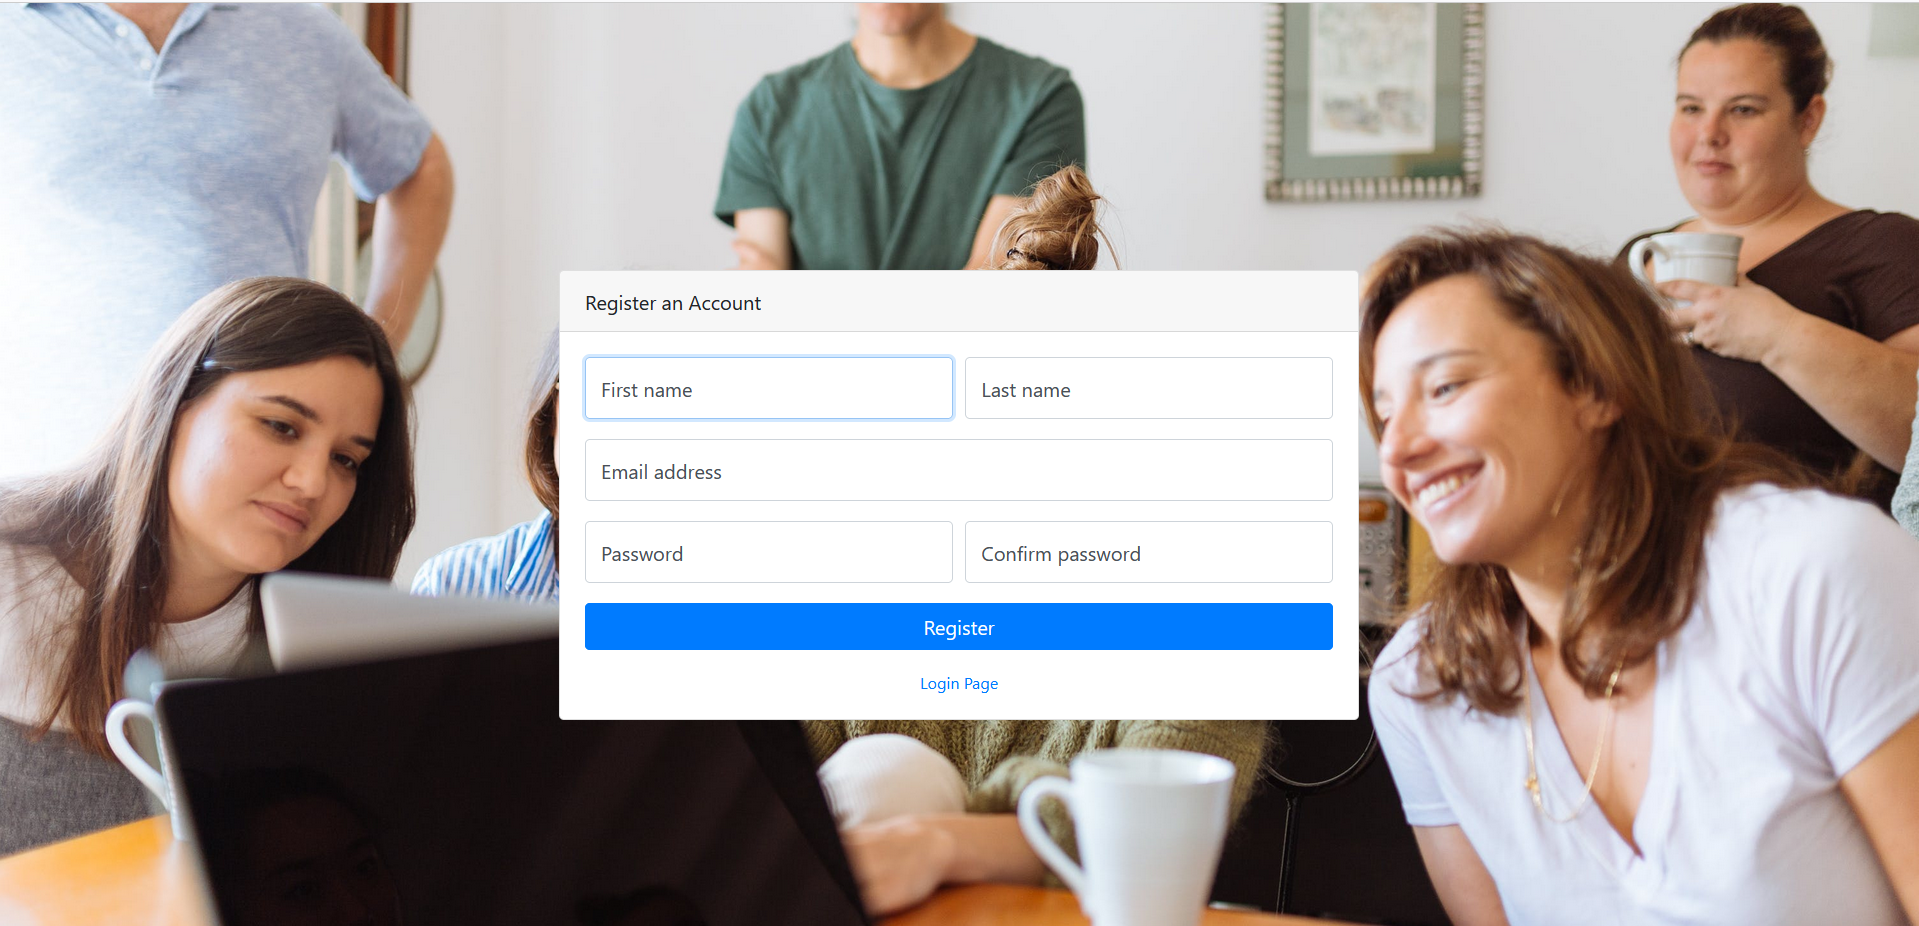 Register an Account
First name
Last name
Email address
Password
Confirm password
Register
Login Page